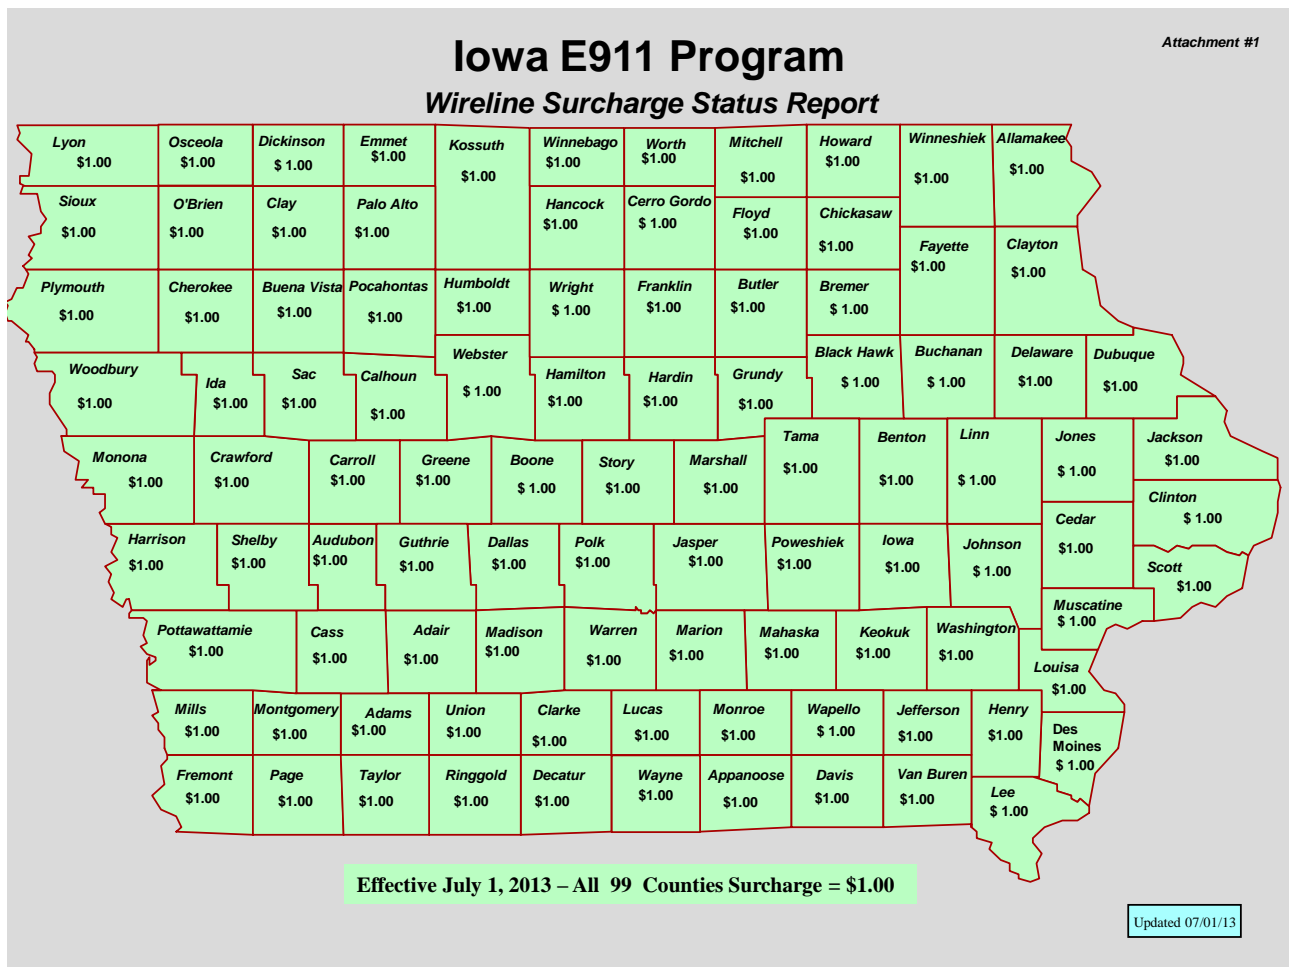 Attachment #1
Iowa E911 Program
Wireline Surcharge Status Report
Lyon
$1.00
Osceola
$1.00
Dickinson
$ 1.00
Emmet
$1.00
Kossuth
$1.00
Winnebago
$1.00
Worth
$1.00
Mitchell
$1.00
Howard
$1.00
Winneshiek
$1.00
Allamakee
$1.00
Sioux
$1.00
O'Brien
$1.00
Clay
$1.00
Palo Alto
$1.00
Hancock
$1.00
Cerro Gordo
$ 1.00
Floyd
$1.00
Chickasaw
$1.00
Fayette
$1.00
Clayton
$1.00
Plymouth
$1.00
Cherokee
$1.00
Buena Vista
$1.00
Pocahontas
$1.00
Humboldt
$1.00
Wright
$ 1.00
Franklin
$1.00
Butler
$1.00
Bremer
$ 1.00
Woodbury
$1.00
Ida
$1.00
Sac
$1.00
Calhoun
$1.00
Webster
$ 1.00
Hamilton
$1.00
Hardin
$1.00
Grundy
$1.00
Black Hawk
$ 1.00
Buchanan
$ 1.00
Delaware
$1.00
Dubuque
$1.00
Monona
$1.00
Crawford
$1.00
Carroll
$1.00
Greene
$1.00
Boone
$ 1.00
Story
$1.00
Marshall
$1.00
Tama
$1.00
Benton
$1.00
Linn
$ 1.00
Jones
$ 1.00
Jackson
$1.00
Clinton
$ 1.00
Harrison
$1.00
Shelby
$1.00
Audubon
$1.00
Guthrie
$1.00
Dallas
$1.00
Polk
$1.00
Jasper
$1.00
Poweshiek
$1.00
Iowa
$1.00
Johnson
$ 1.00
Cedar
$1.00
Scott
$1.00
Muscatine
$ 1.00
Pottawattamie
$1.00
Cass
$1.00
Adair
$1.00
Madison
$1.00
Warren
$1.00
Marion
$1.00
Mahaska
$1.00
Keokuk
$1.00
Washington
$1.00
Louisa
$1.00
Mills
$1.00
Montgomery
$1.00
Adams
$1.00
Union
$1.00
Clarke
$1.00
Lucas
$1.00
Monroe
$1.00
Wapello
$ 1.00
Jefferson
$1.00
Henry
$1.00
Des
Moines
$ 1.00
Fremont
$1.00
Page
$1.00
Taylor
$1.00
Ringgold
$1.00
Decatur
$1.00
Wayne
$1.00
Appanoose
$1.00
Davis
$1.00
Van Buren
$1.00
Lee
$ 1.00
Effective July 1, 2013 – All 99 Counties Surcharge = $1.00
Updated 07/01/13